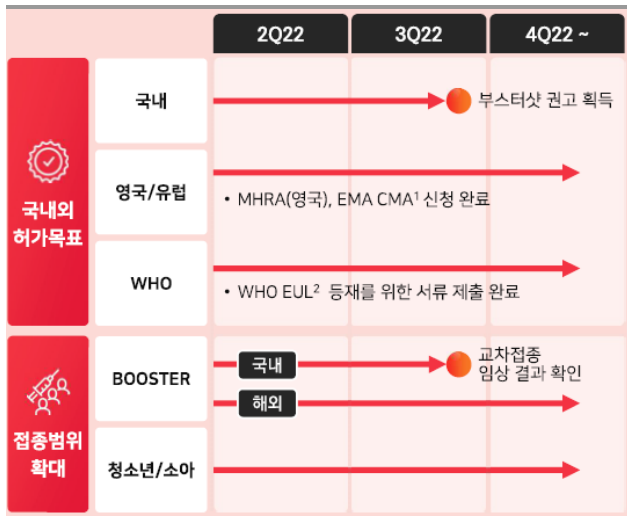 2Q22 3Q22 4Q22 ~
국내외
허가목표
국내
부스터샷 권고 획득
영국/유럽
• MHRA(영국), EMA CMA¹ 신청 완료
WHO
• WHO EUL² 등재를 위한 서류 제출 완료
접종범위
확대
BOOSTER
국내
교차접종
임상 결과 확인
해외
청소년/소아